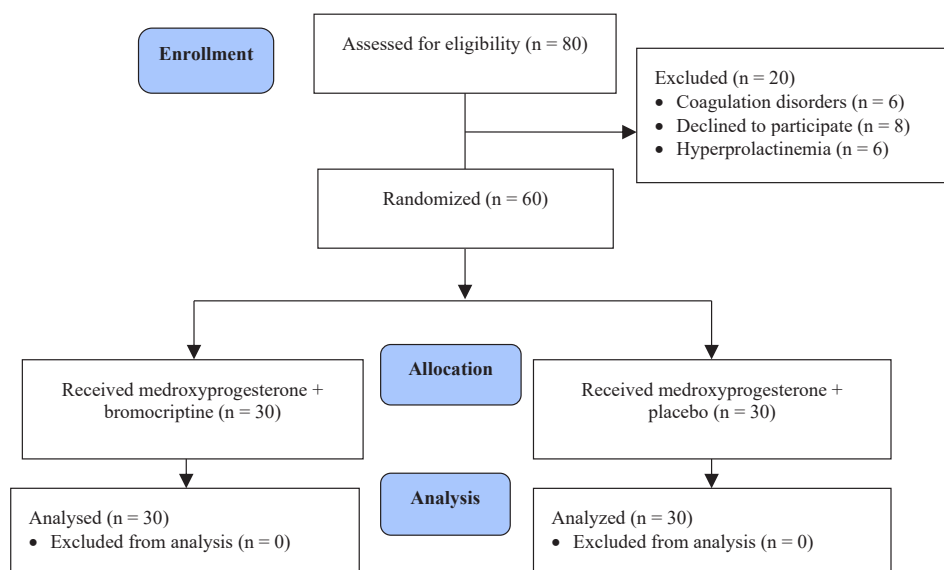 Enrollment
Assessed for eligibility (n = 80)
Excluded (n = 20)
• Coagulation disorders (n = 6)
• Declined to participate (n = 8)
• Hyperprolactinemia (n = 6)
Randomized (n = 60)
Allocation
Received medroxyprogesterone +
bromocriptine (n = 30)
Received medroxyprogesterone +
placebo (n = 30)
Analysis
Analysed (n = 30)
• Excluded from analysis (n = 0)
Analyzed (n = 30)
• Excluded from analysis (n = 0)